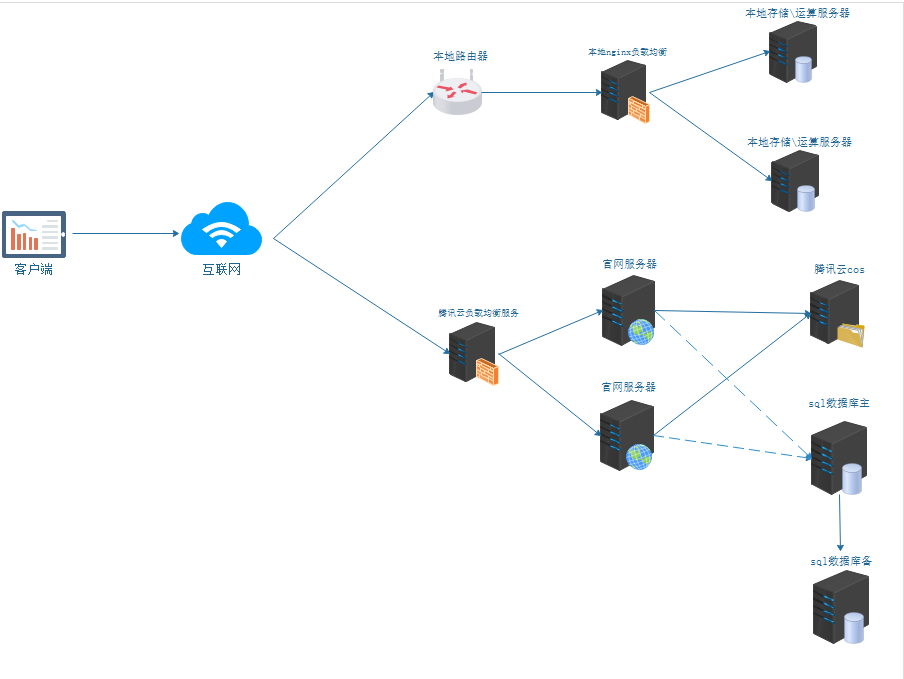 本地存储\运算服务器
本地路由器
本地nginx负载均衡
本地存储\运算服务器
客户端
互联网
官网服务器
腾讯云cos
腾讯云负载均衡服务
官网服务器
sql数据库主
sql数据库备